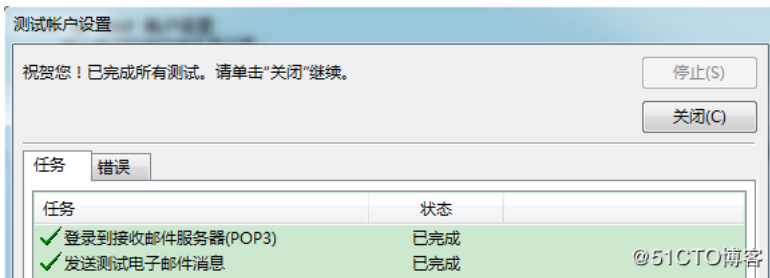 测试帐户设置
祝贺您！已完成所有测试。请单击“关闭”继续。
停止(S)
关闭(C)
任务 错误
任务 状态
登录到接收邮件服务器(POP3) 已完成
发送测试电子邮件消息 已完成
@51CTO博客